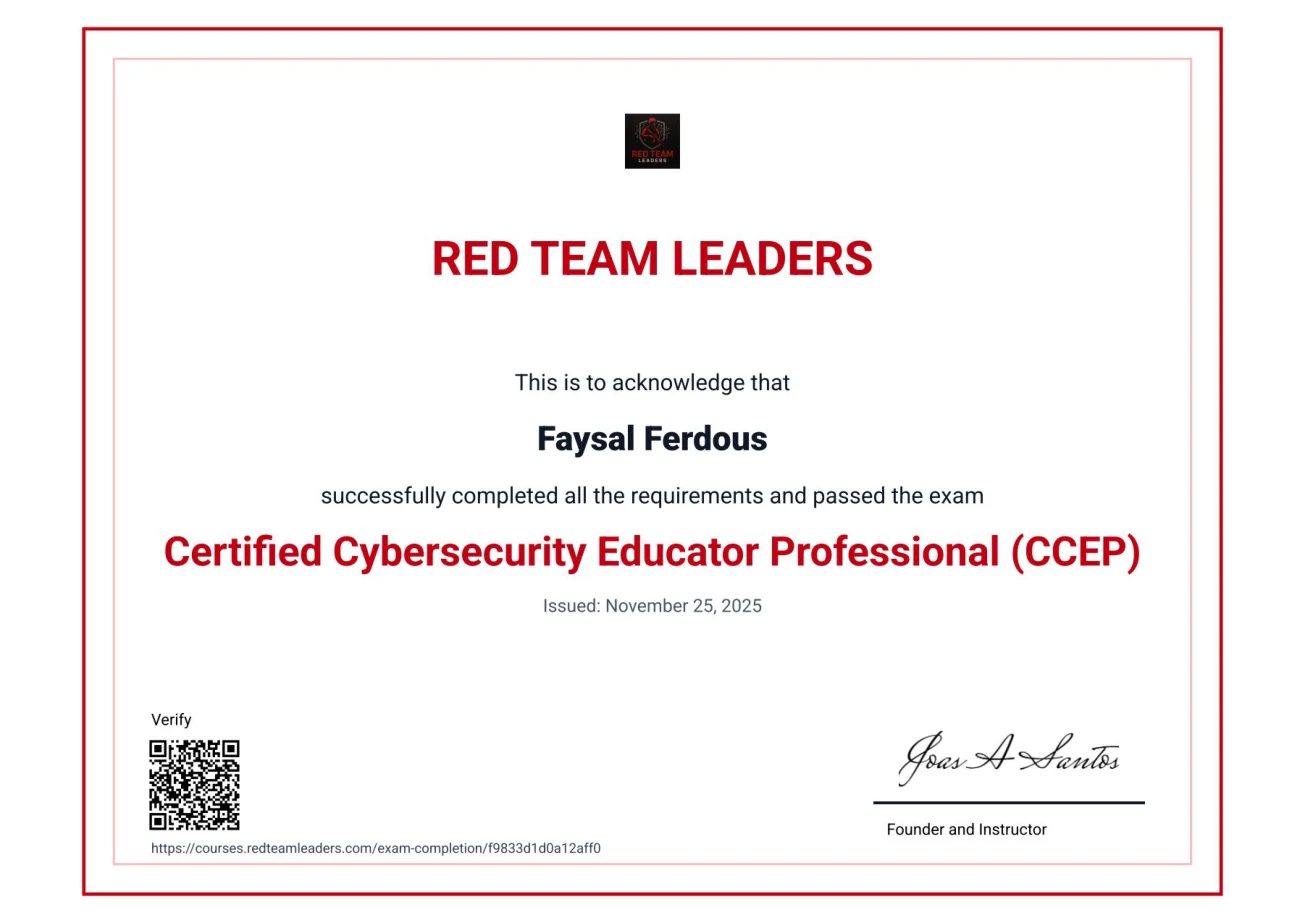 RED TEAM
LEADERS
RED TEAM LEADERS
This is to acknowledge that
Faysal Ferdous
successfully completed all the requirements and passed the exam
Certified Cybersecurity Educator Professional (CCEP)
Issued: November 25, 2025
Verify
https://courses.redteamleaders.com/exam-completion/f9833d1d0a12aff0
Joas A Santos
Founder and Instructor